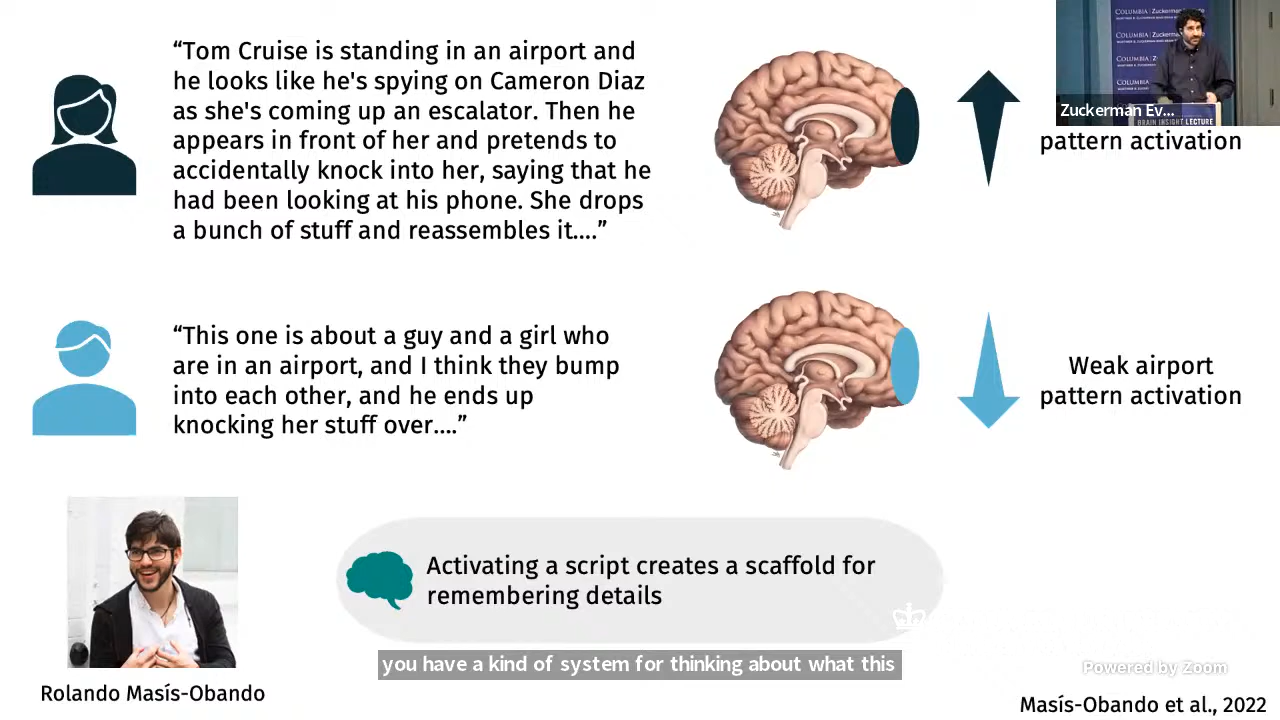 “Tom Cruise is standing in an airport and
he looks like he's spying on Cameron Diaz
as she's coming up an escalator. Then he
appears in front of her and pretends to
accidentally knock into her, saying that he
had been looking at his phone. She drops
a bunch of stuff and reassembles it....”
COLUMBIA
COLUMBIA
COLUMBIA
Zuckerman Ev...
BRAIN INSIGHT LECTURE
pattern activation
“This one is about a guy and a girl who
are in an airport, and I think they bump
into each other, and he ends up
knocking her stuff over....”
Weak airport
pattern activation
Activating a script creates a scaffold for
remembering details
you have a kind of system for thinking about what this
Powered by Zoom
Rolando Masís-Obando
Masís-Obando et al., 2022